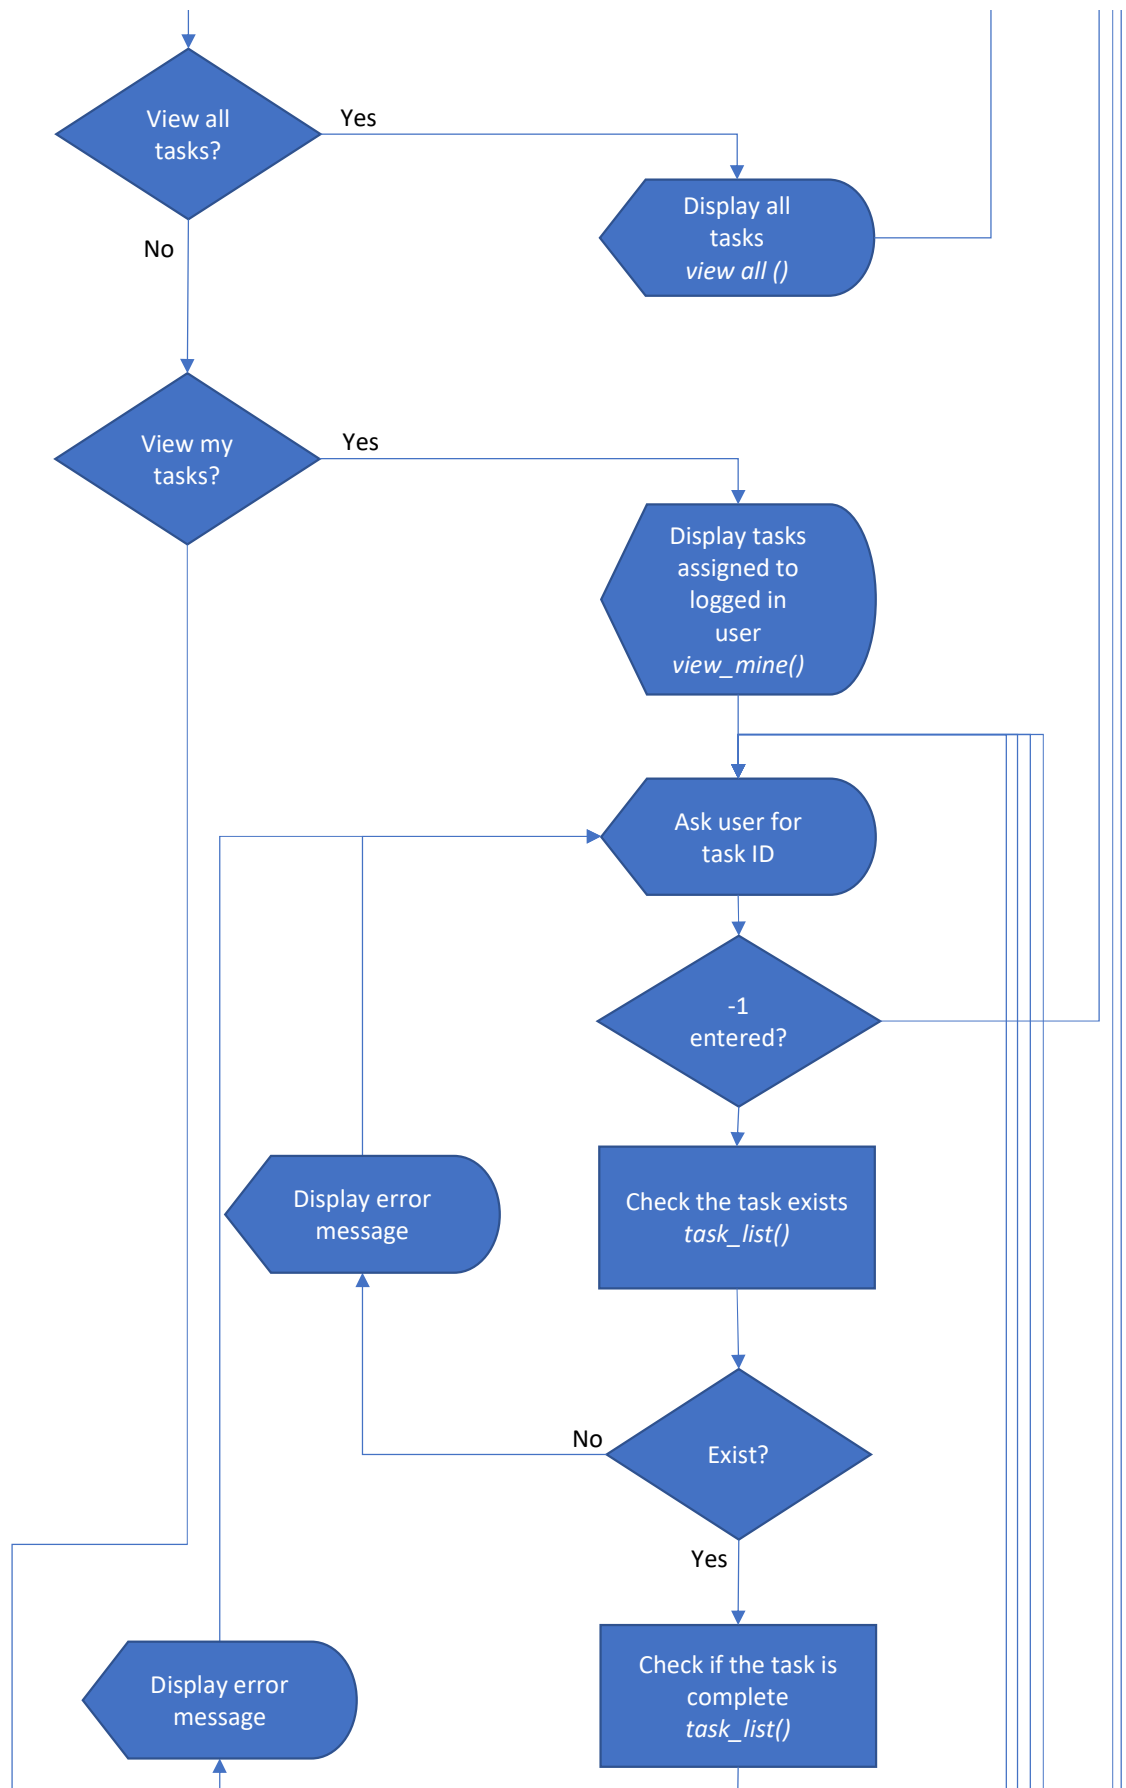 View all
tasks?
Yes
Display all
tasks
view all ()
No
View my
tasks?
Yes
Display tasks
assigned to
logged in
user
view_mine()
Ask user for
task ID
-1
entered?
Display error
message
Check the task exists
task_list()
No
Exist?
Yes
Check if the task is
complete
task_list()
Display error
message